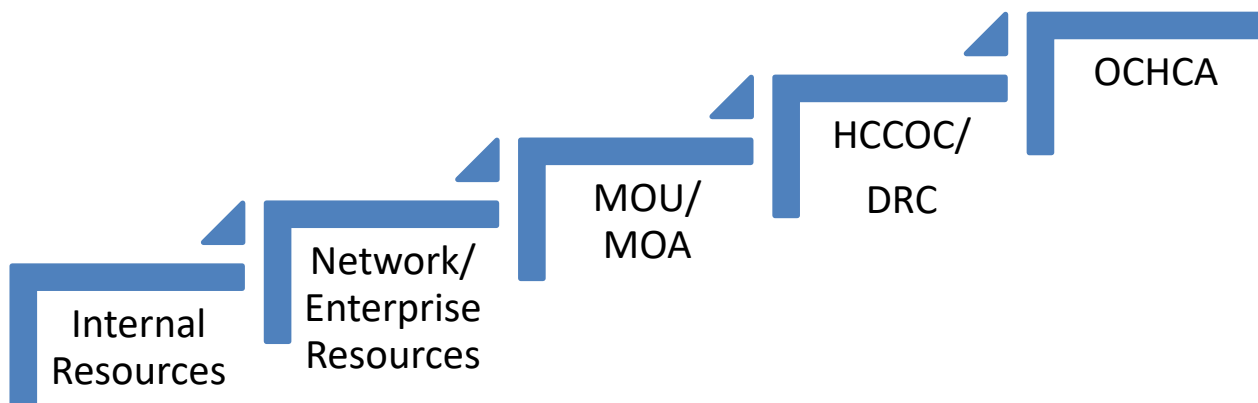 Internal
Resources
Network/
Enterprise
Resources
MOU/
MOA
HCCOC/
DRC
OCHCA